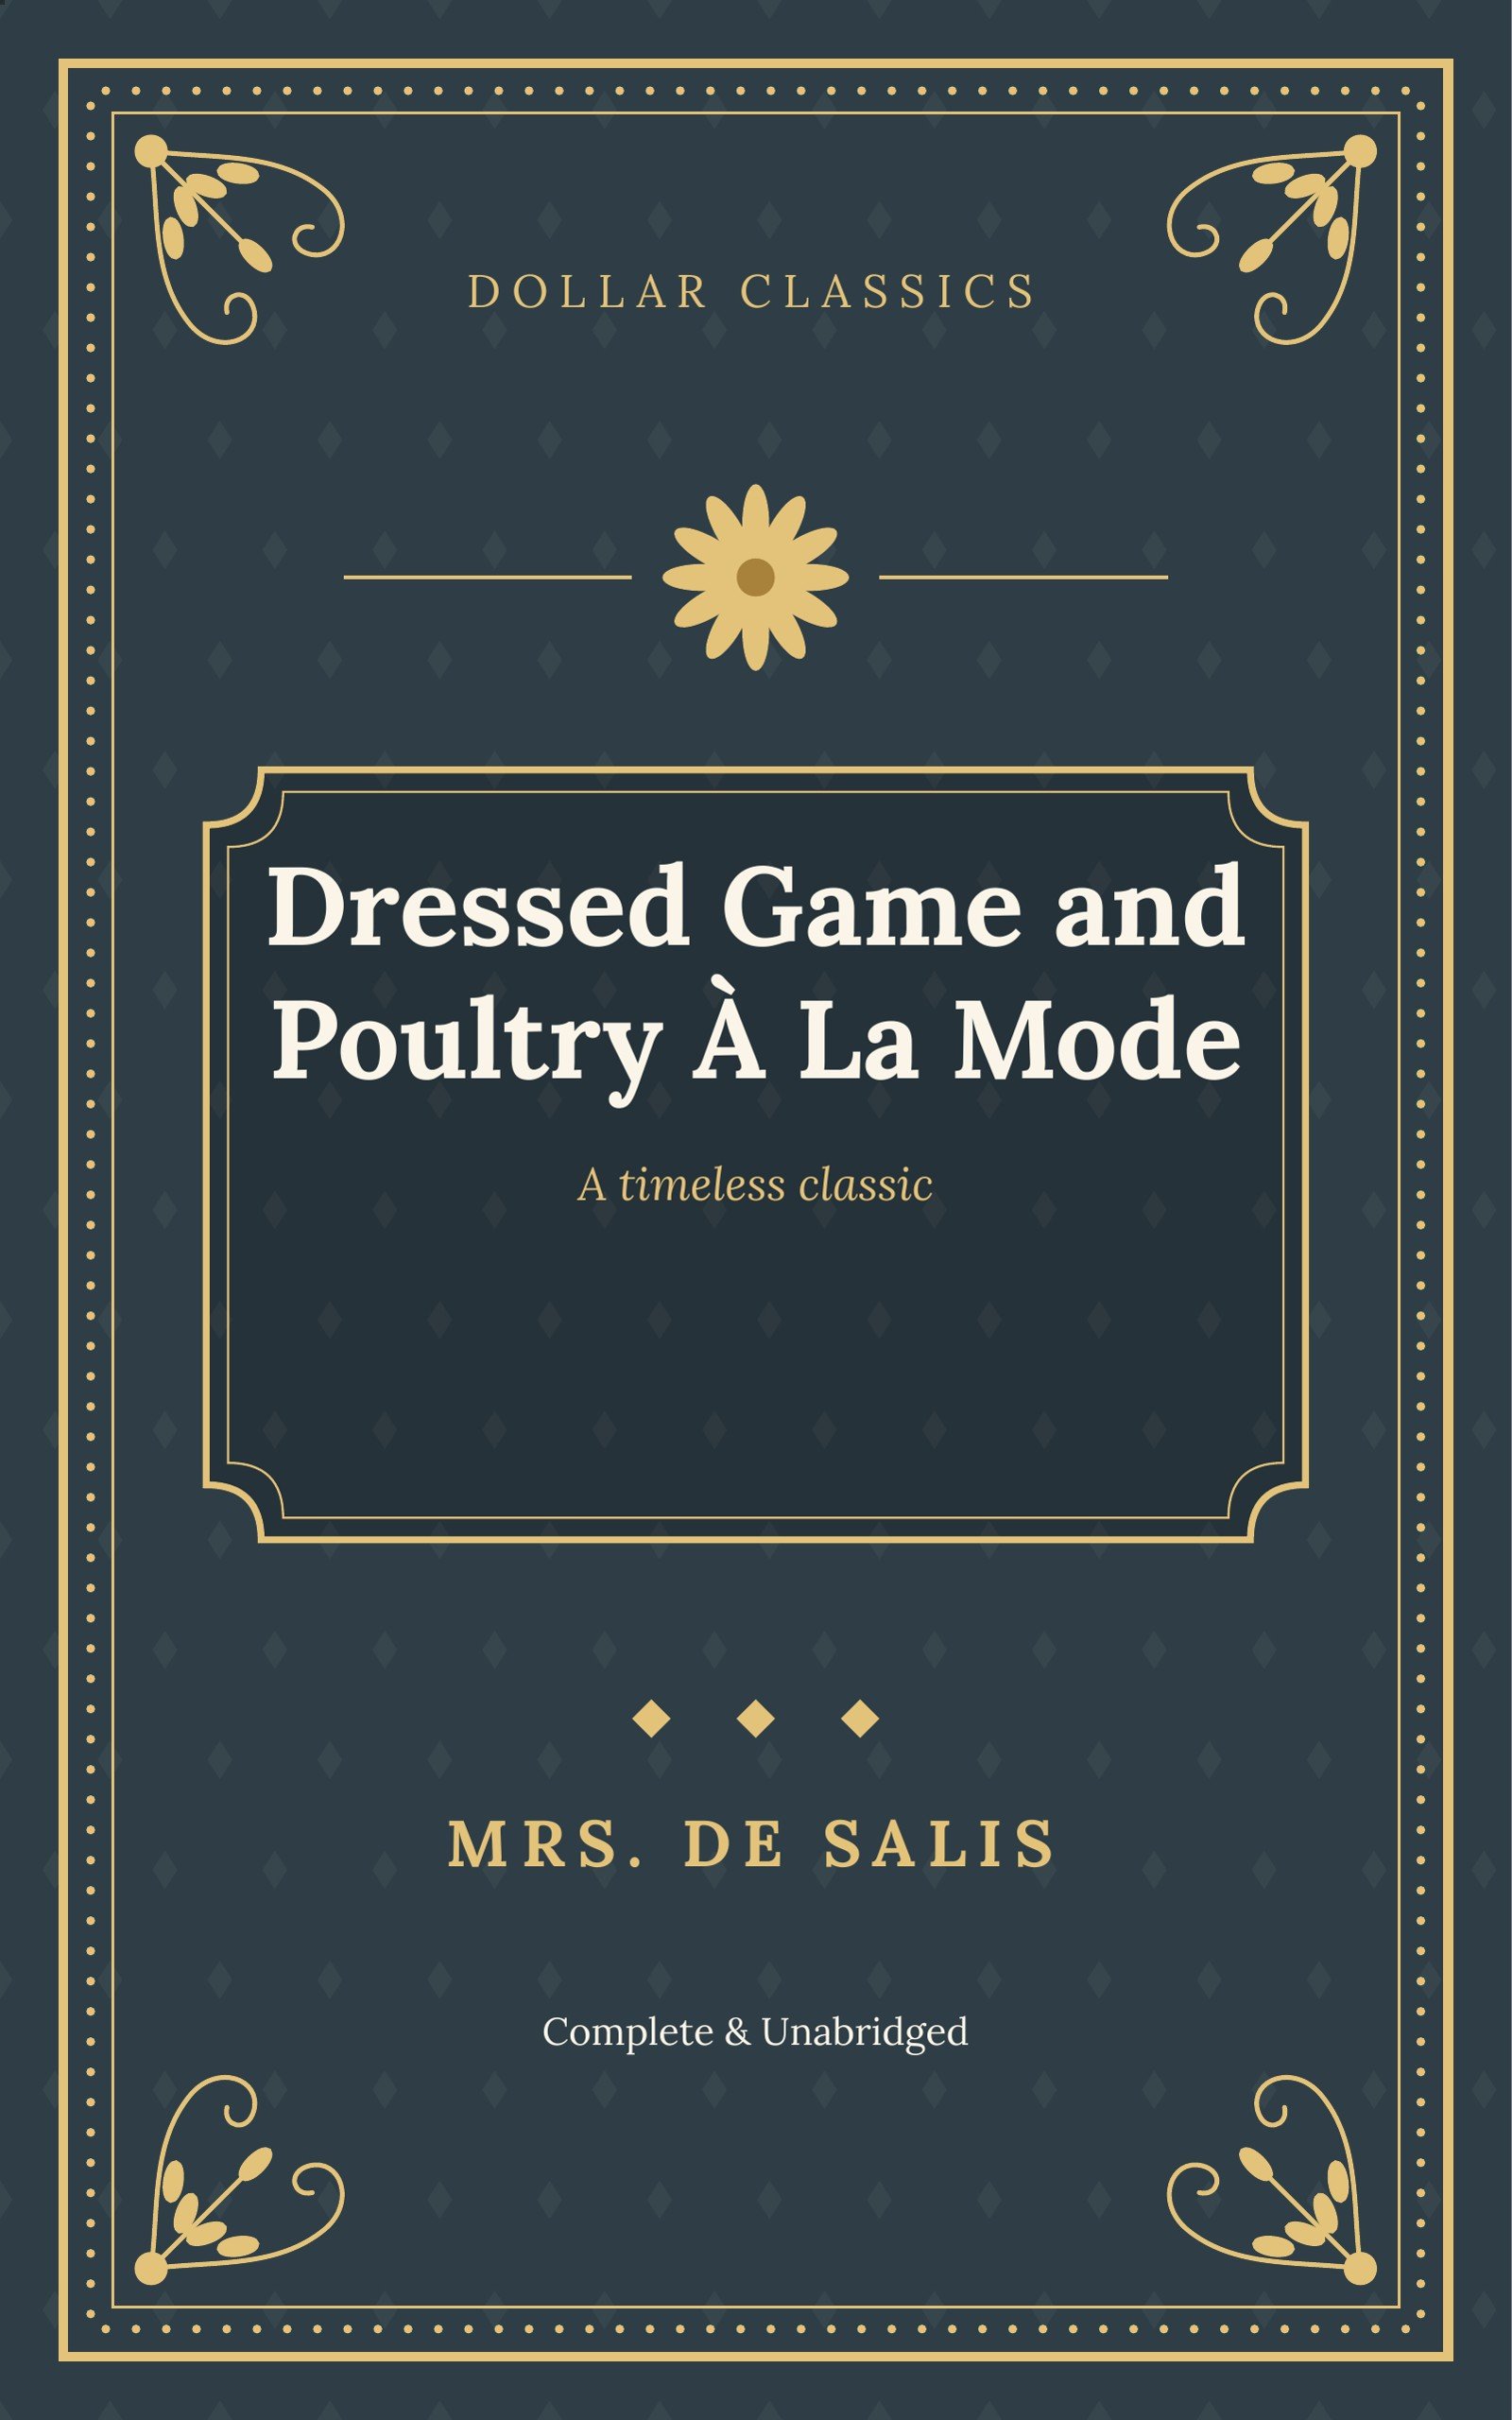 DOLLAR CLASSICS
Dressed Game and
Poultry À La Mode
A timeless classic
MRS. DE SALIS
Complete & Unabridged